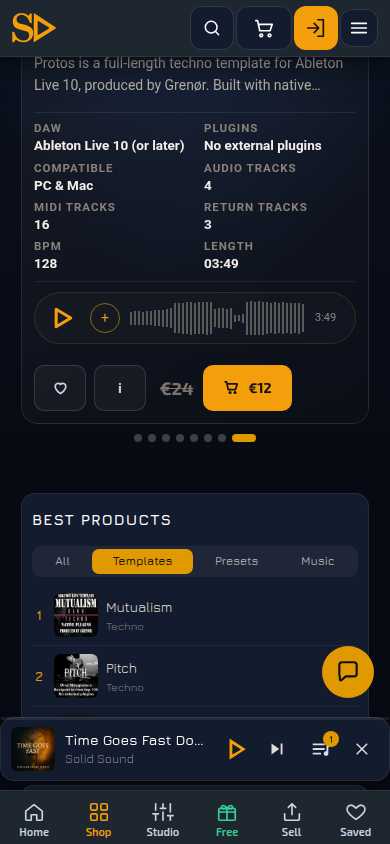 Protos is a full-length techno template for Ableton
Live 10, produced by Grenør. Built with native…
DAW
Ableton Live 10 (or later)
PLUGINS
No external plugins
COMPATIBLE
PC & Mac
AUDIO TRACKS
4
MIDI TRACKS
16
RETURN TRACKS
3
BPM
128
LENGTH
03:49
3:49
€24
€12
BEST PRODUCTS
All
Templates
Presets
Music
1
MUTUALISM
Mutualism
Techno
2
PITCH
Pitch
Techno
TIME GOES
FAST
Time Goes Fast Do...
Solid Sound
1
Home
Shop
Studio
Free
Sell
Saved